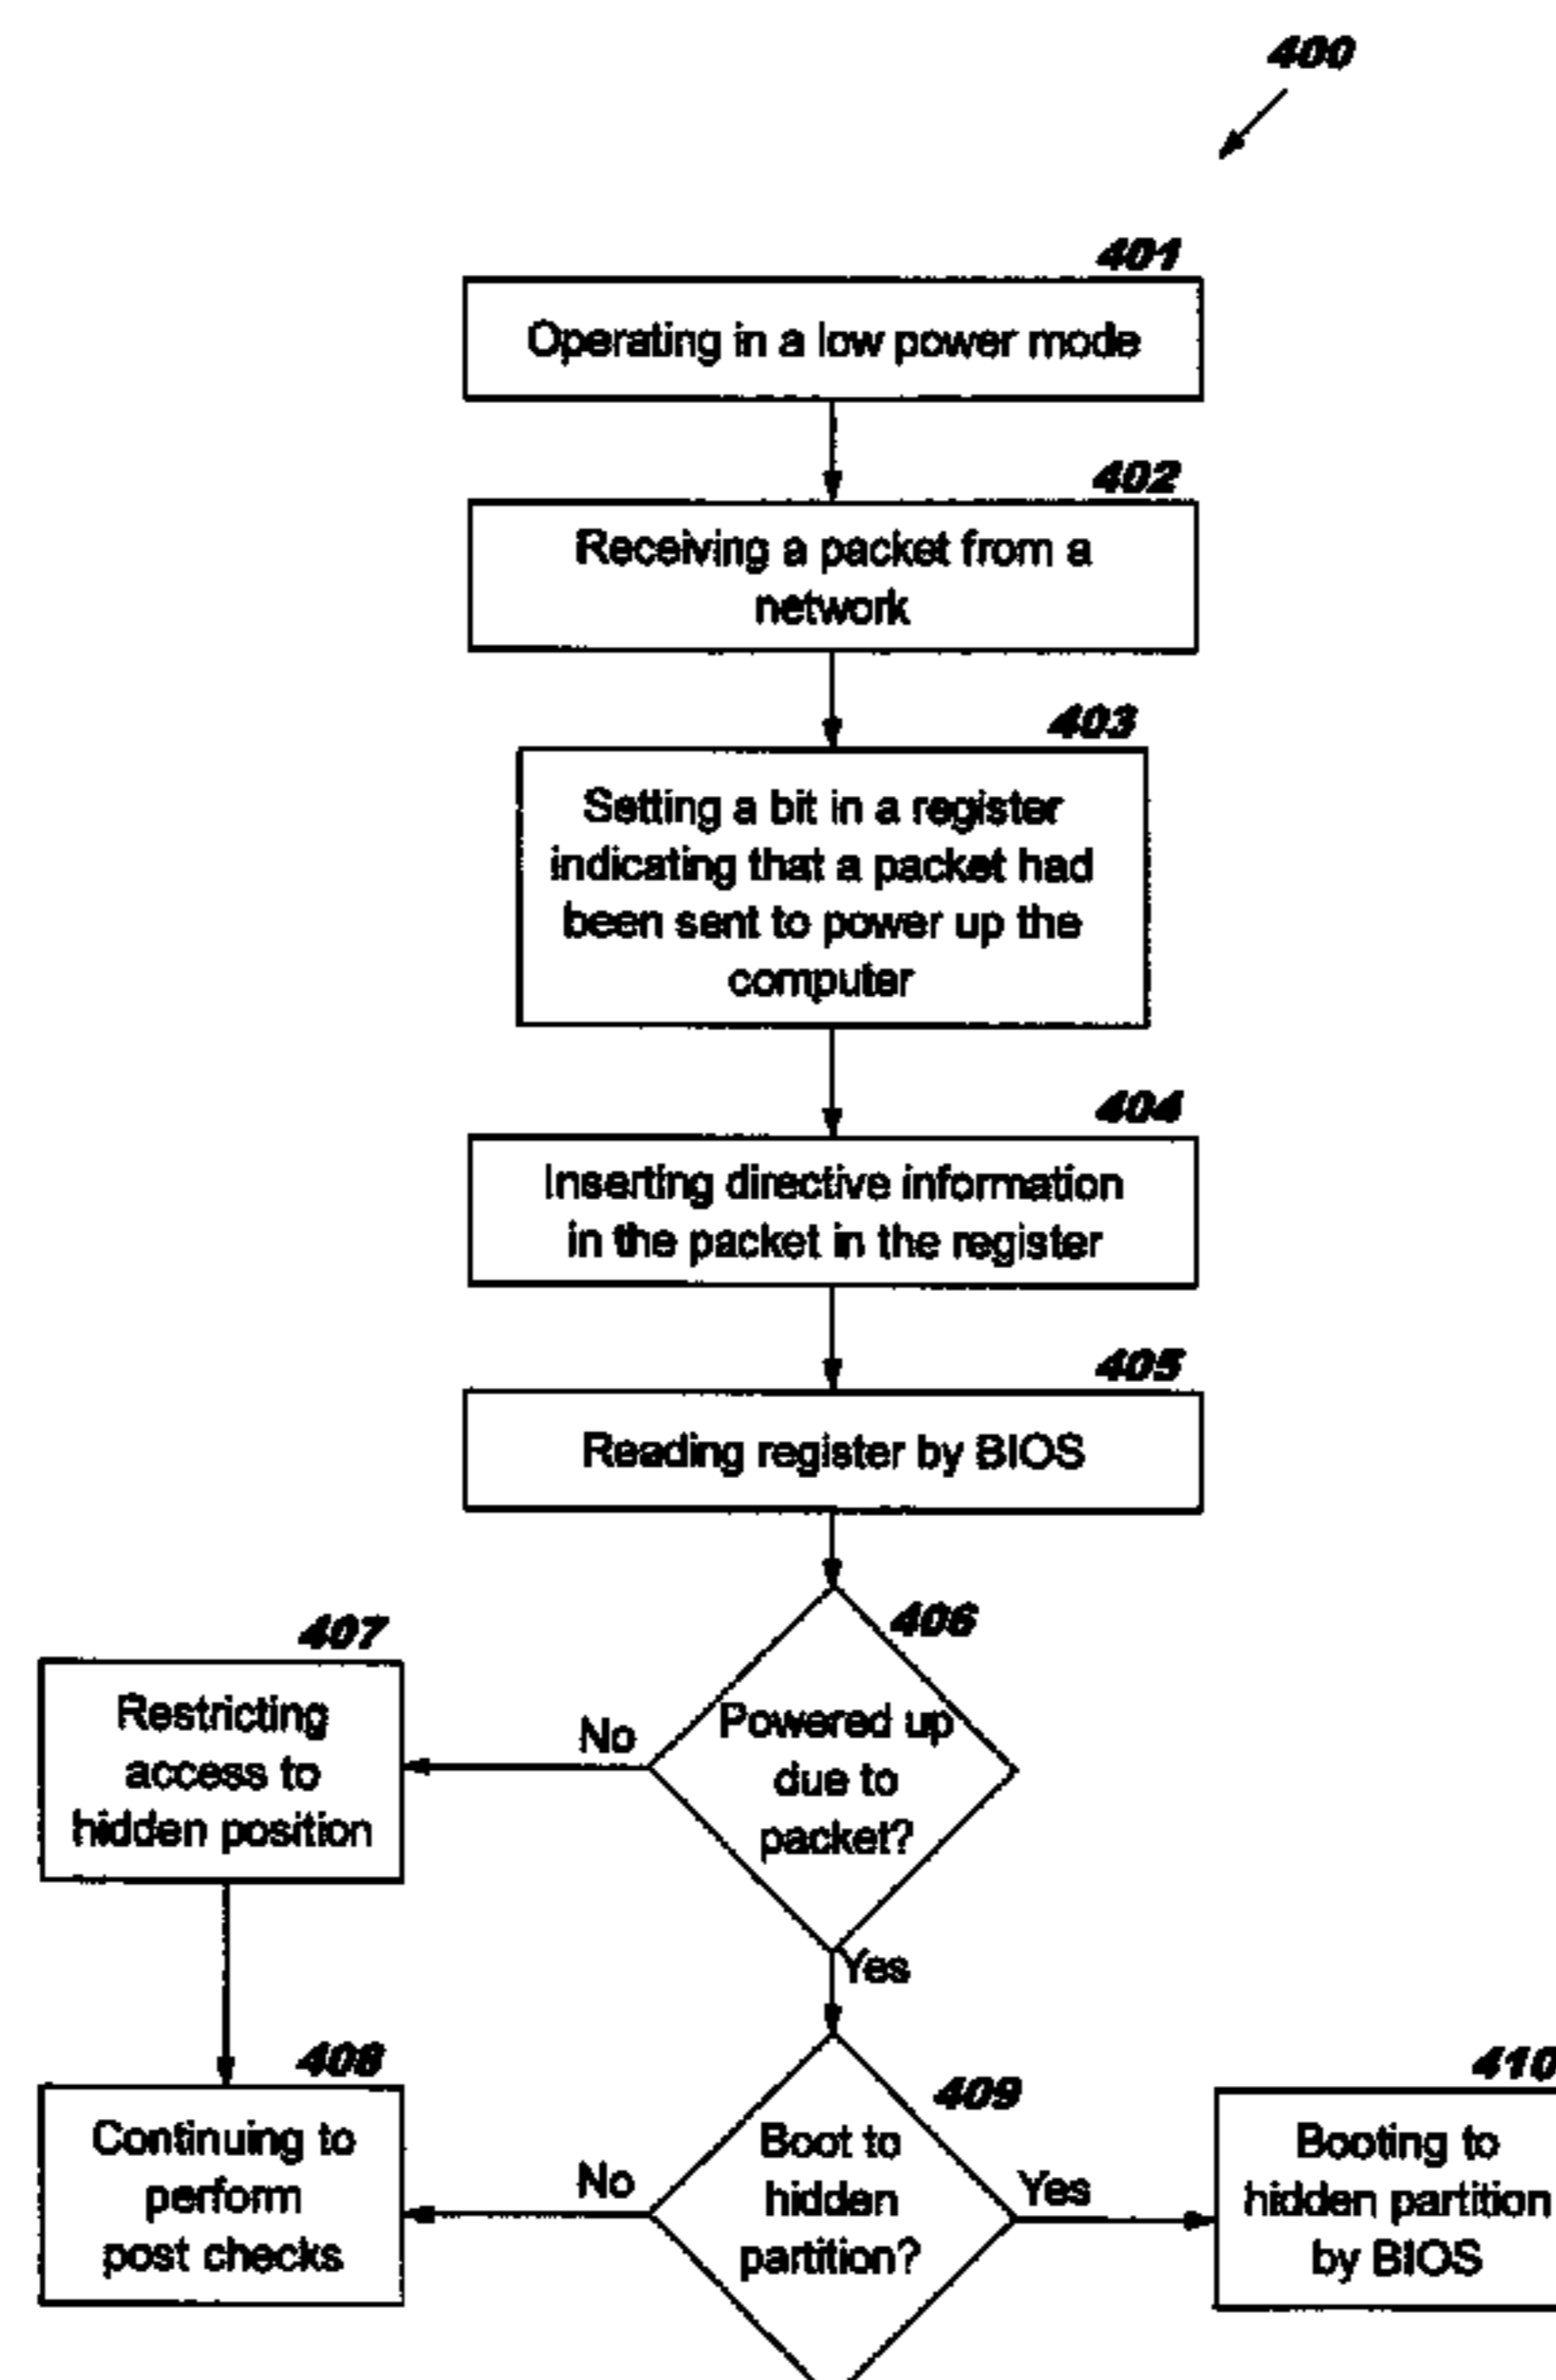 400
401
Operating in a low power mode
402
Receiving a packet from a
network
403
Setting a bit in a register
indicating that a packet had
been sent to power up the
computer
404
Inserting directive information
in the packet in the register
405
Reading register by BIOS
406
Powered up
due to
packet?
No
Yes
407
Restricting
access to
hidden position
408
Continuing to
perform
post checks
409
Boot to
hidden
partition?
No
Yes
410
Booting to
hidden partition
by BIOS